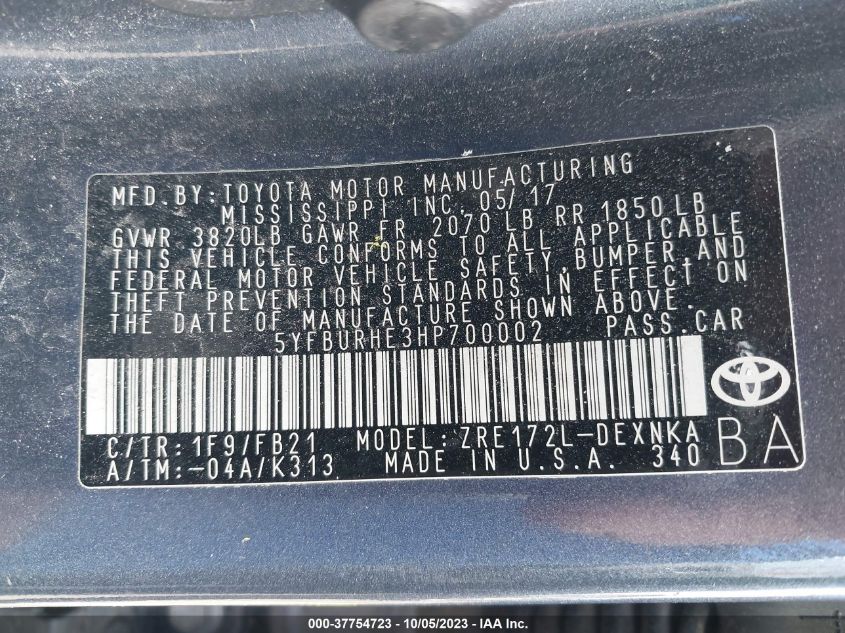 MFD.BY:TOYOTA MOTOR MANUFACTURING
MISSISSIPPI INC. 05/17
GVWR 3820LB GAWR FR 2070 LB RR 1850LB
THIS VEHICLE CONFORMS TO ALL APPLICABLE
FEDERAL MOTOR VEHICLE SAFETY,BUMPER,AND
THEFT PREVENTION STANDARDS IN EFFECT ON
THE DATE OF MANUFACTURE SHOWN ABOVE.
5YFBURHE3HP700002 PASS.CAR
C/TR:1F9/FB21 MODEL:ZRE172L-DEXNKA
A/TM:-04A/K313 MADE IN U.S.A. 340
BA
000-37754723 - 10/05/2023 - IAA Inc.